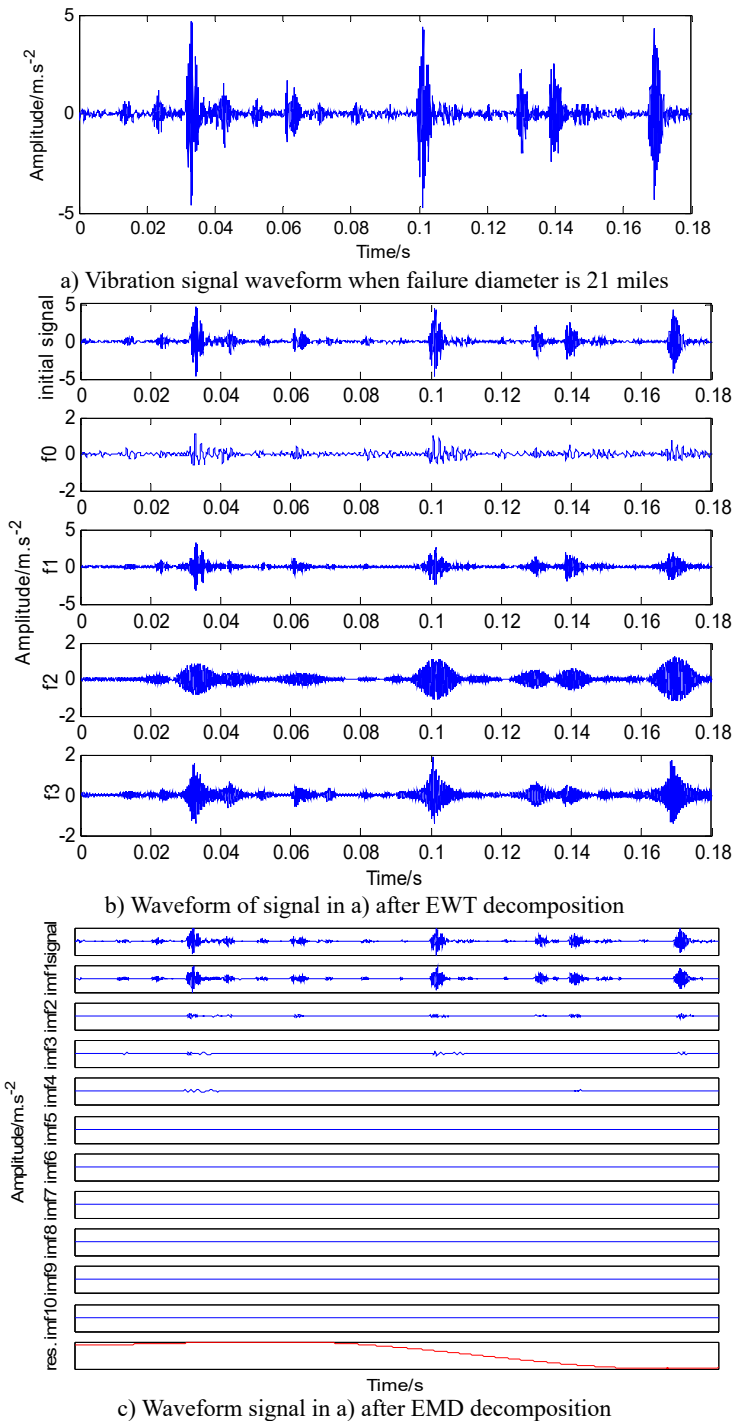 5
0
-5
Amplitude/m.s-2
0 0.02 0.04 0.06 0.08 0.1 0.12 0.14 0.16 0.18
Time/s
a) Vibration signal waveform when failure diameter is 21 miles
initial signal
5
0
-5
0 0.02 0.04 0.06 0.08 0.1 0.12 0.14 0.16 0.18
f0
2
0
-2
0 0.02 0.04 0.06 0.08 0.1 0.12 0.14 0.16 0.18
Amplitude/m.s-2
f1
5
0
-5
0 0.02 0.04 0.06 0.08 0.1 0.12 0.14 0.16 0.18
f2
2
0
-2
0 0.02 0.04 0.06 0.08 0.1 0.12 0.14 0.16 0.18
f3
2
0
-2
0 0.02 0.04 0.06 0.08 0.1 0.12 0.14 0.16 0.18
Time/s
b) Waveform of signal in a) after EWT decomposition
signal
imf1
imf2
imf3
imf4
Amplitude/m.s-2
imf5
imf6
imf7
imf8
imf9
imf10
res.
Time/s
c) Waveform signal in a) after EMD decomposition